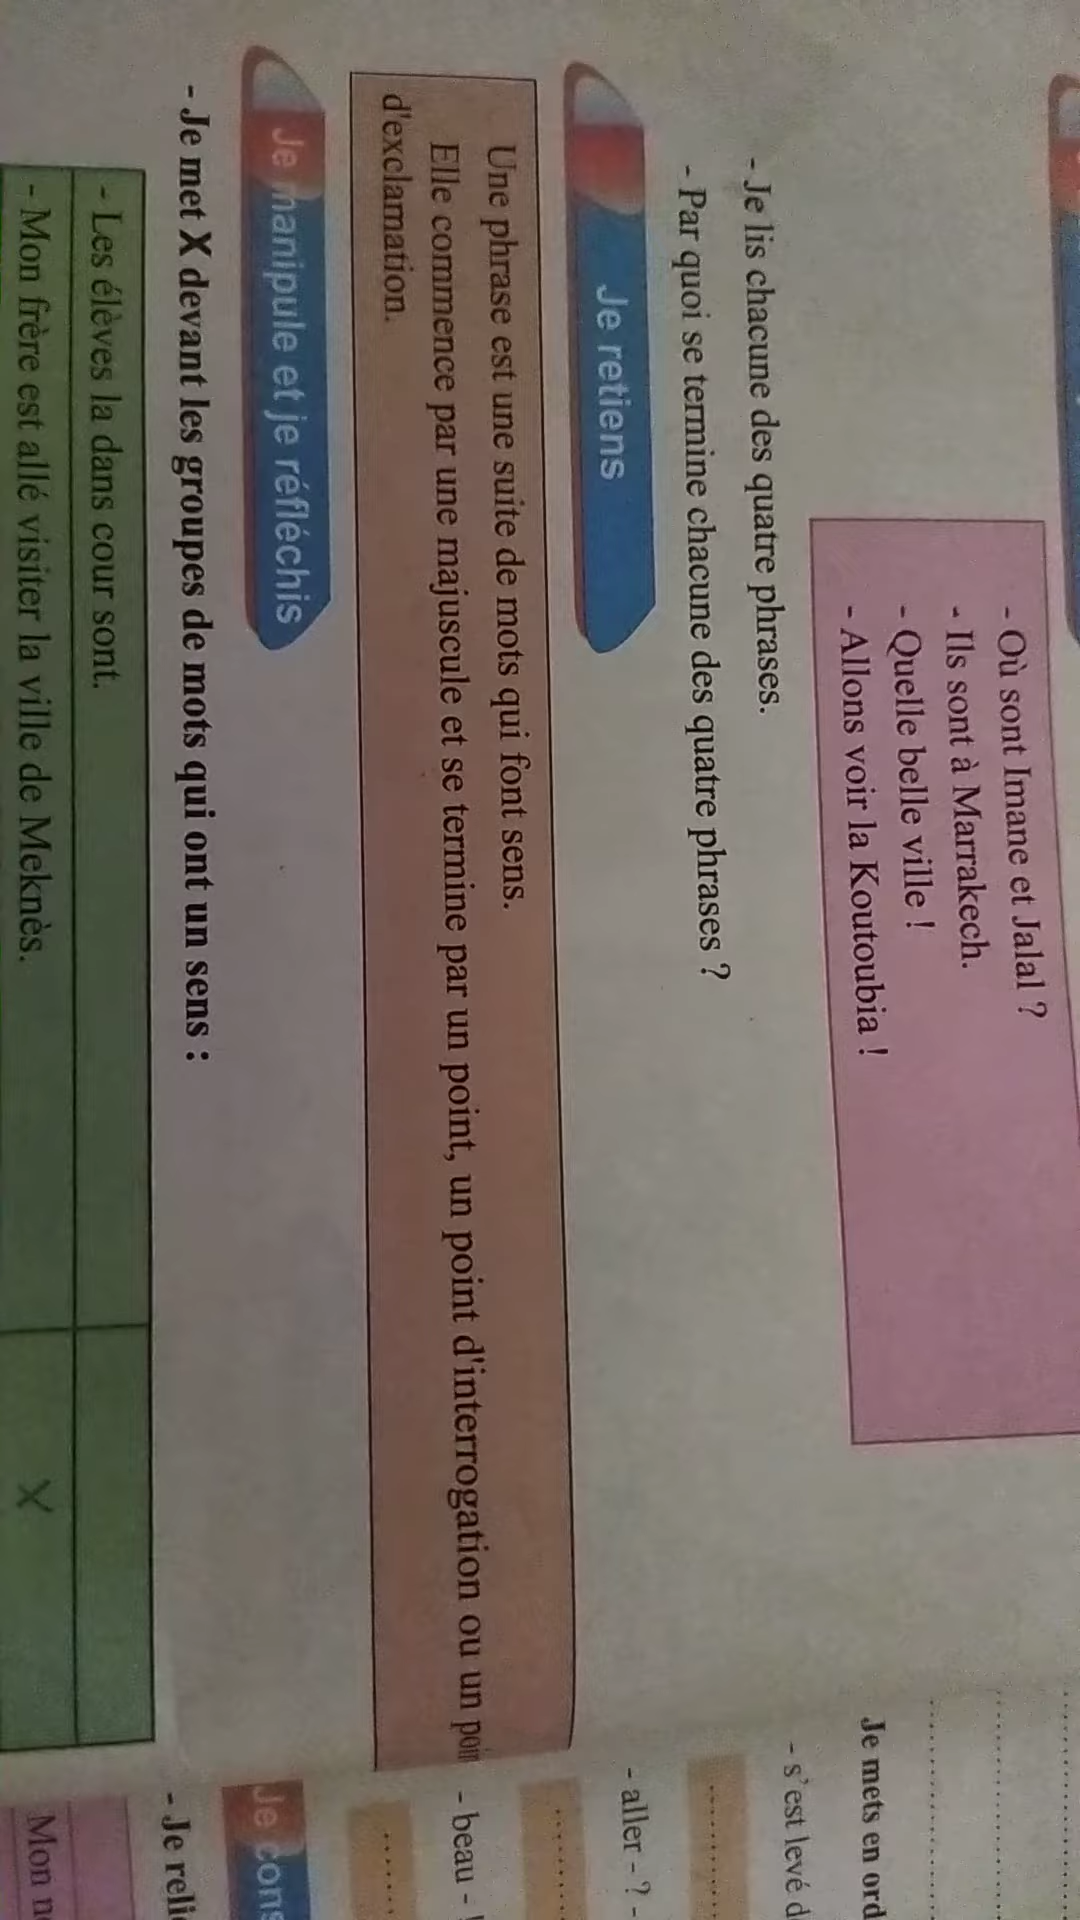 - Où sont Imane et Jalal ?
- Ils sont à Marrakech.
- Quelle belle ville !
- Allons voir la Koutoubia !
- Je lis chacune des quatre phrases.
- Par quoi se termine chacune des quatre phrases ?
Je retiens
Une phrase est une suite de mots qui font sens.
Elle commence par une majuscule et se termine par un point, un point d'interrogation ou un poin
d'exclamation.
Je manipule et je réfléchis
- Je met X devant les groupes de mots qui ont un sens :
- Les élèves la dans cour sont.
- Mon frère est allé visiter la ville de Meknès. X
Je mets en ord
- s'est levé d
- aller - ? -
- beau - !
Je cons
- Je relie
Mon n